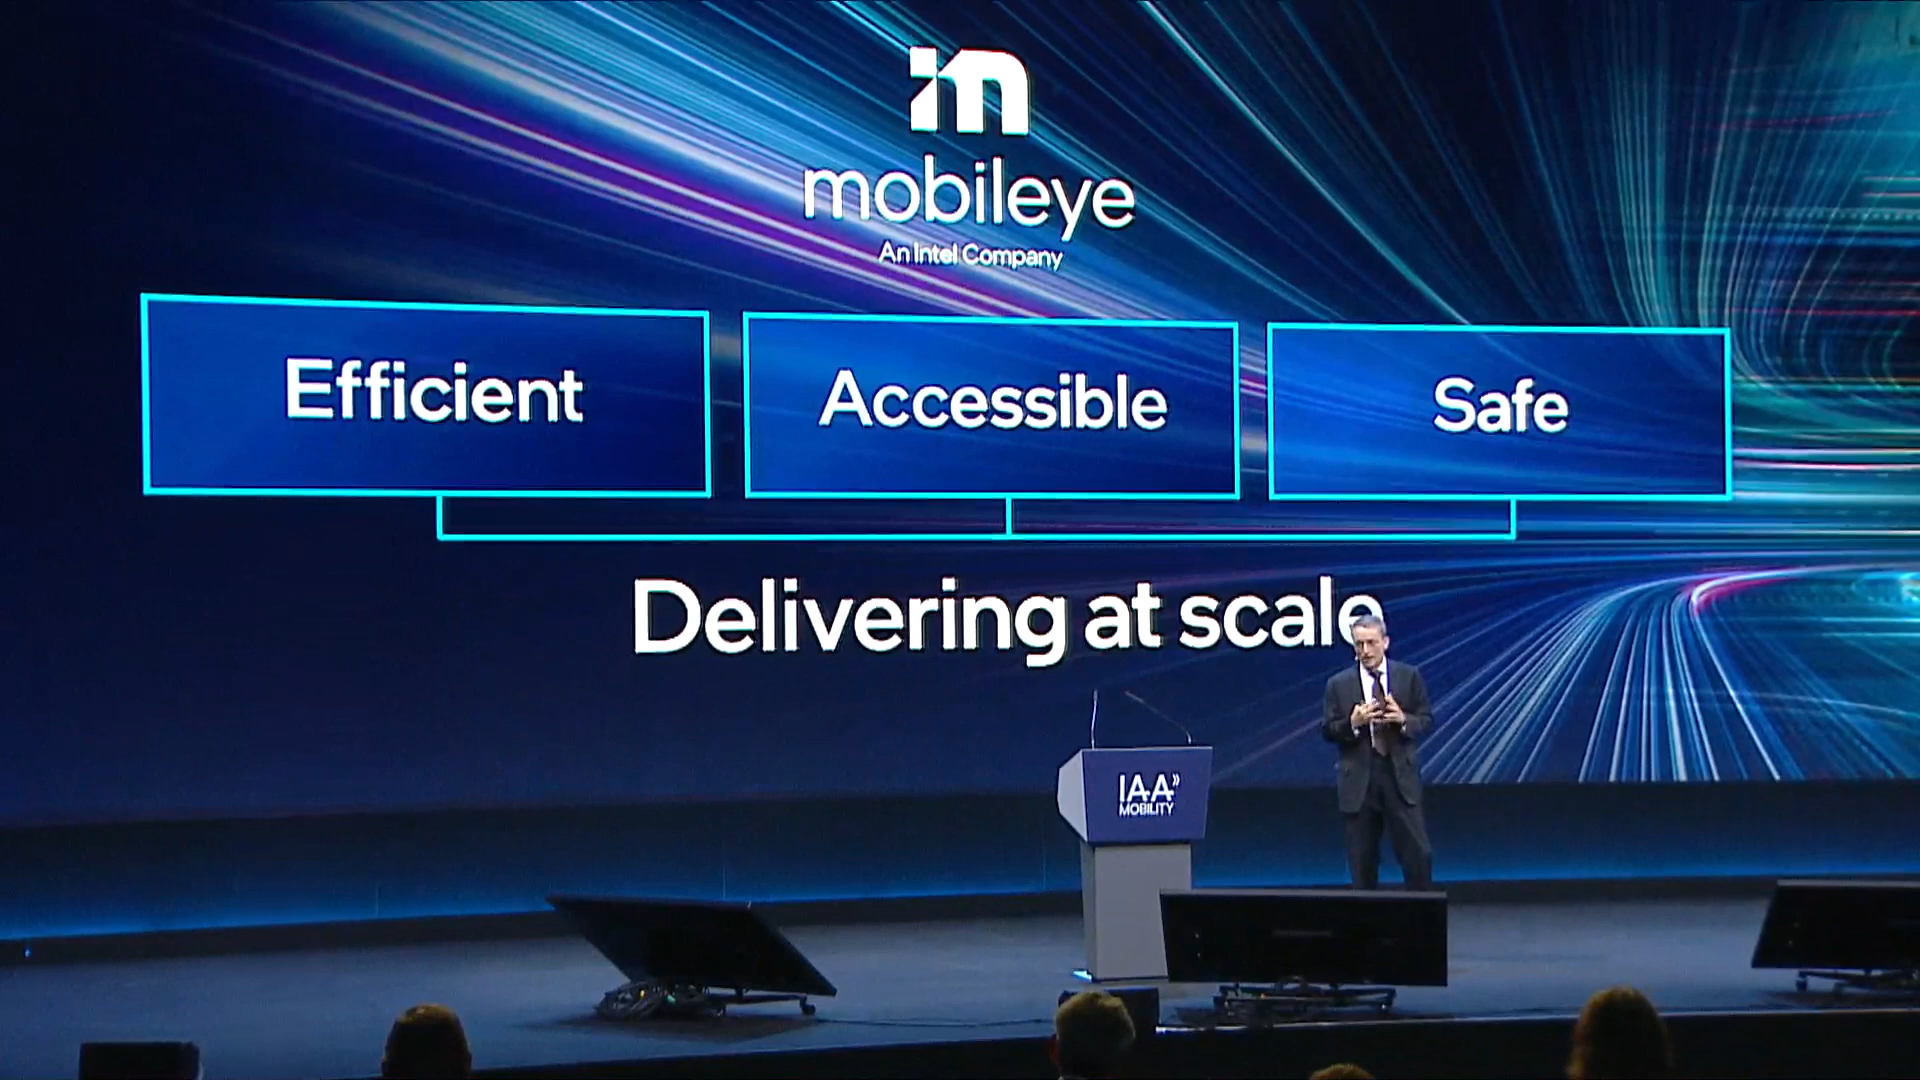 mobileye
An Intel Company
Efficient
Accessible
Safe
Delivering at scale
IAA
MOBILITY